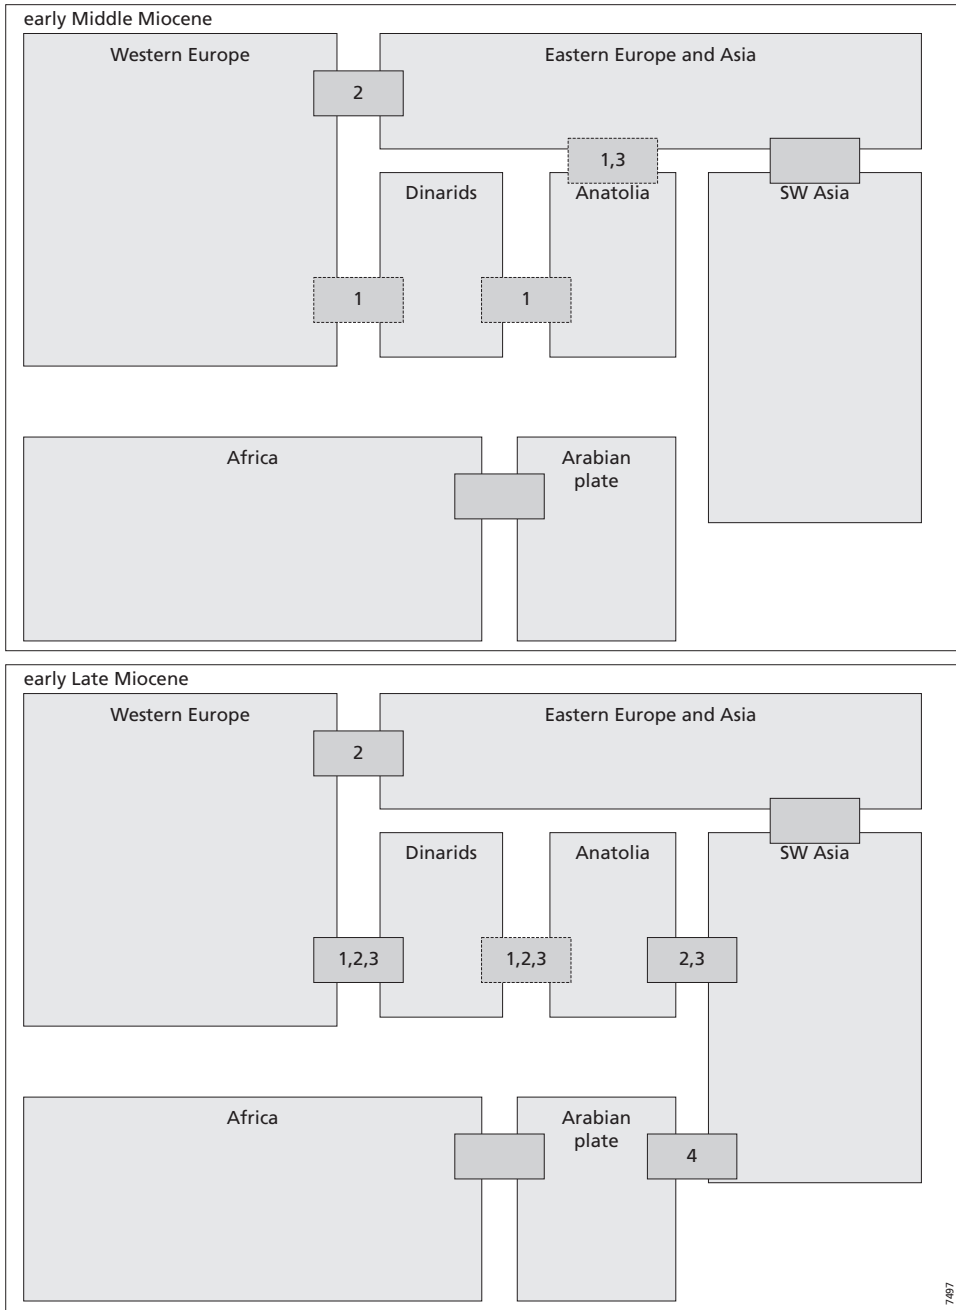 early Middle Miocene
Western Europe
Eastern Europe and Asia
2
1,3
Dinarids
Anatolia
SW Asia
1
1
Africa
Arabian
plate
early Late Miocene
Western Europe
Eastern Europe and Asia
2
Dinarids
Anatolia
SW Asia
1,2,3
1,2,3
2,3
Africa
Arabian
plate
4
7497